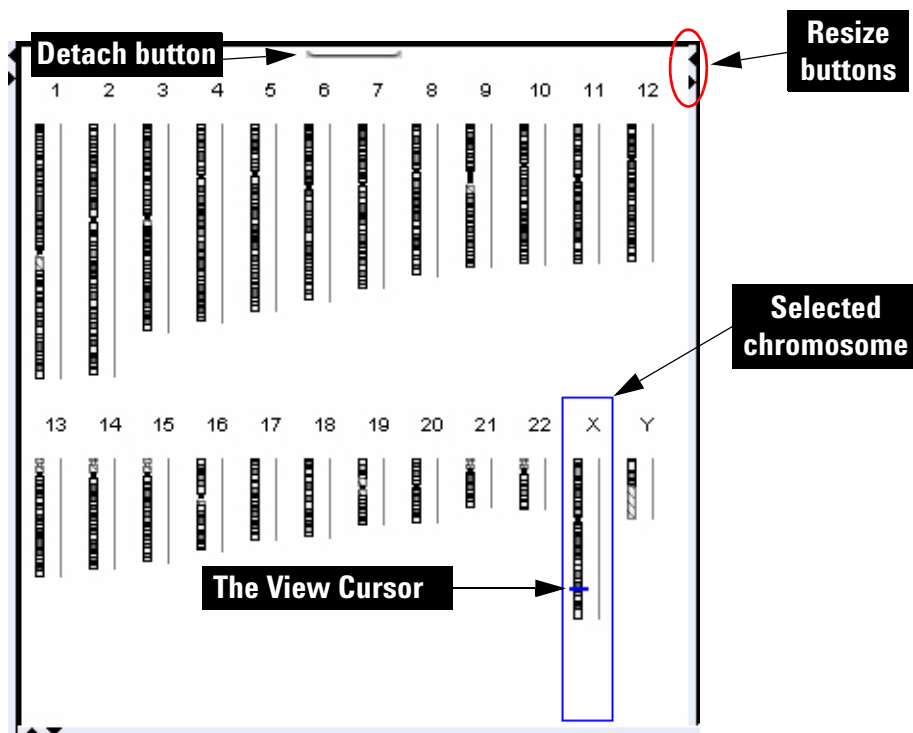 Resize
buttons
Detach button
1 2 3 4 5 6 7 8 9 10 11 12
Selected
chromosome
13 14 15 16 17 18 19 20 21 22 X Y
The View Cursor